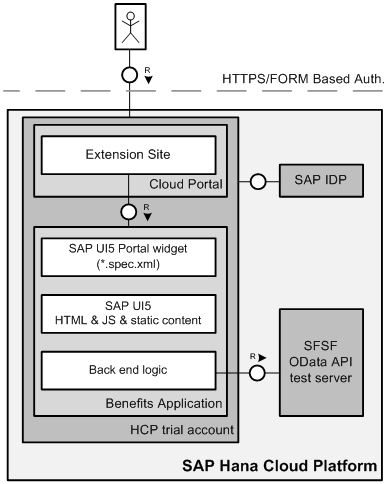 R
HTTPS/FORM Based Auth.
Extension Site
Cloud Portal
SAP IDP
R
SAP UI5 Portal widget
(*.spec.xml)
SAP UI5
HTML & JS & static content
Back end logic
R
SFSF
OData API
test server
Benefits Application
HCP trial account
SAP Hana Cloud Platform